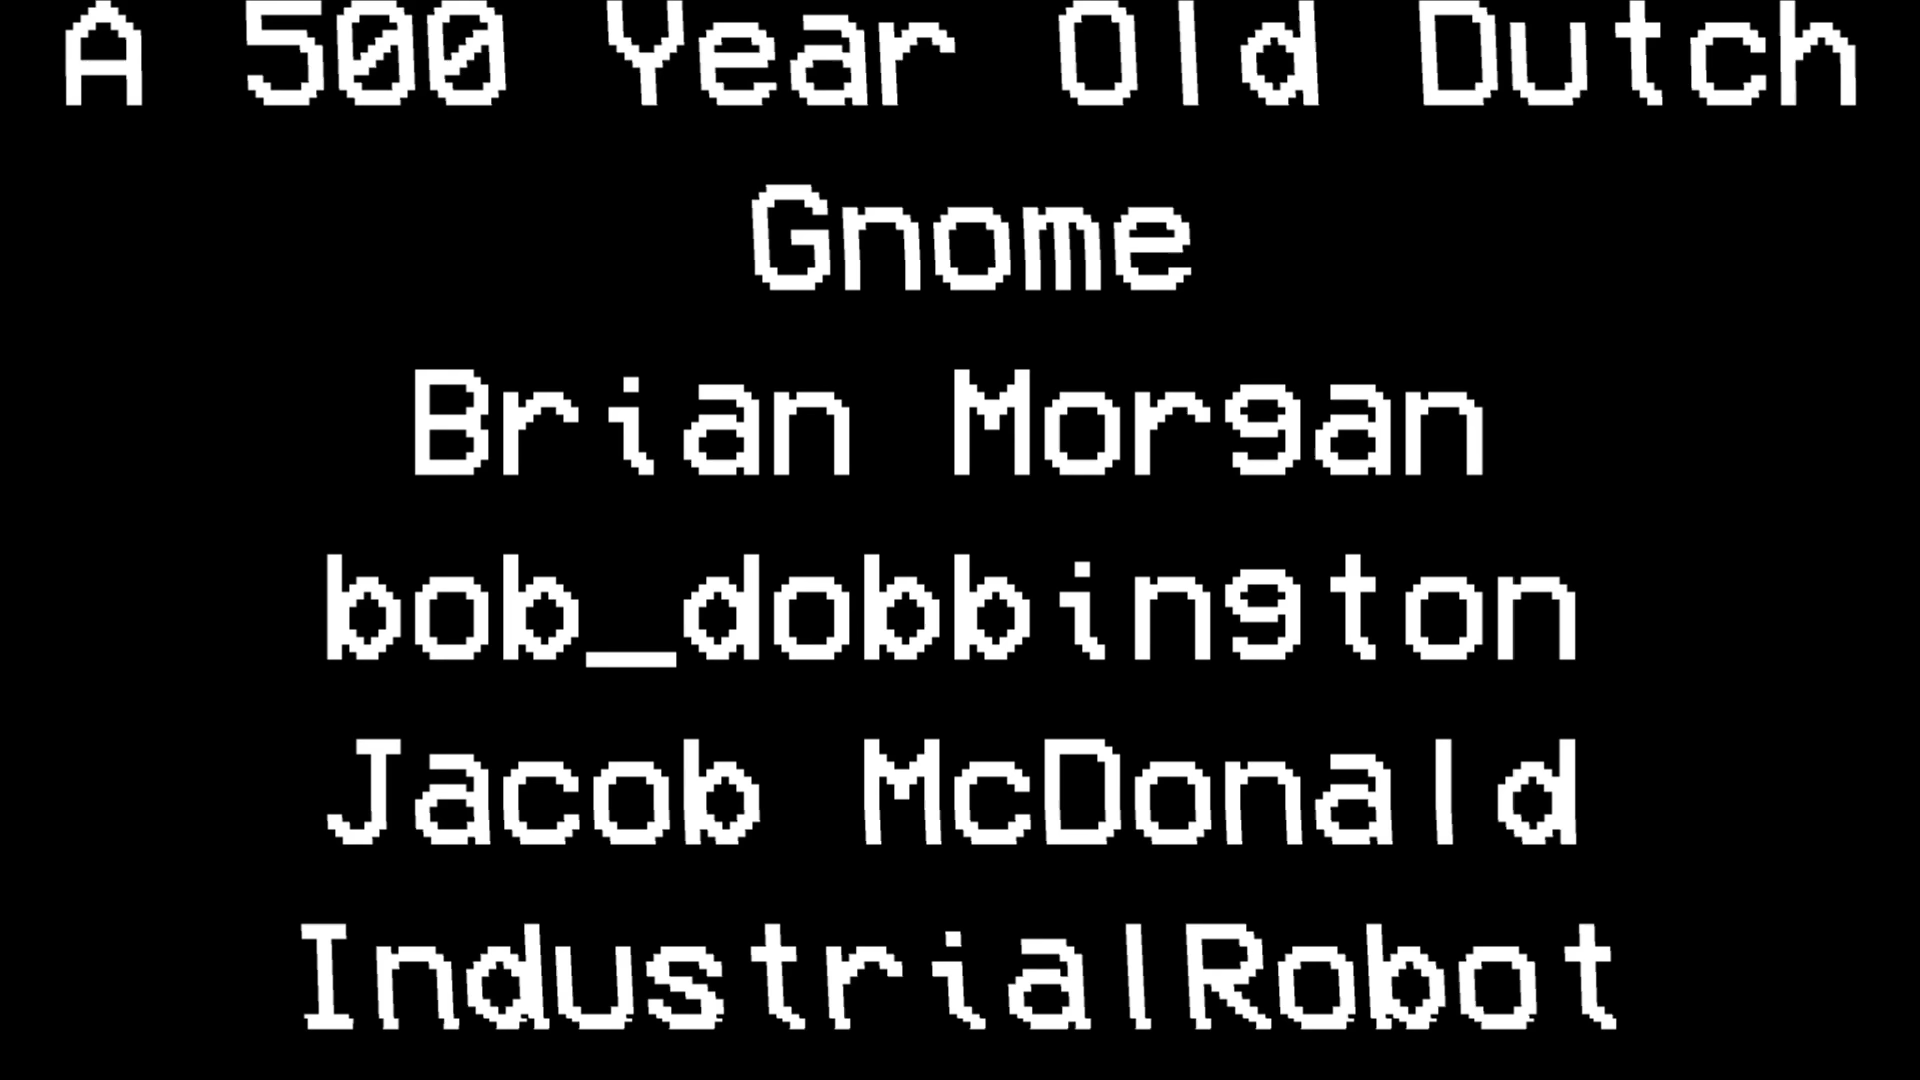 A 500 Year Old Dutch
Gnome
Brian Morgan
bob_dobbington
Jacob McDonald
IndustrialRobot